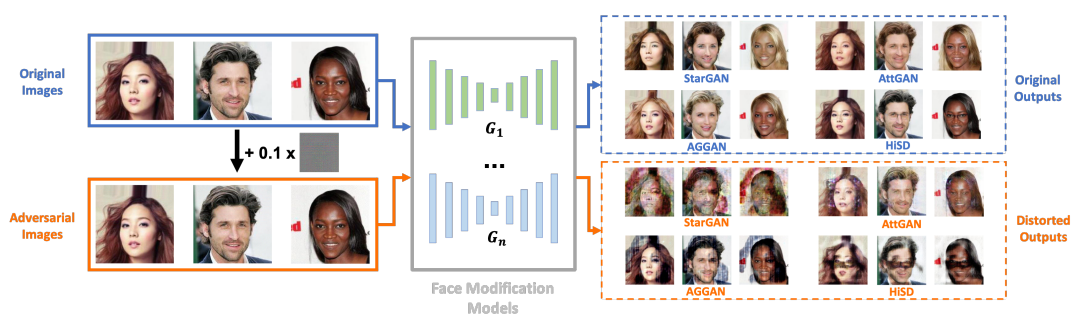 Original
Images
+ 0.1 x
Adversarial
Images
G₁
...
Gₙ
Face Modification
Models
StarGAN
AttGAN
AGGAN
HiSD
Original
Outputs
StarGAN
AttGAN
AGGAN
HiSD
Distorted
Outputs